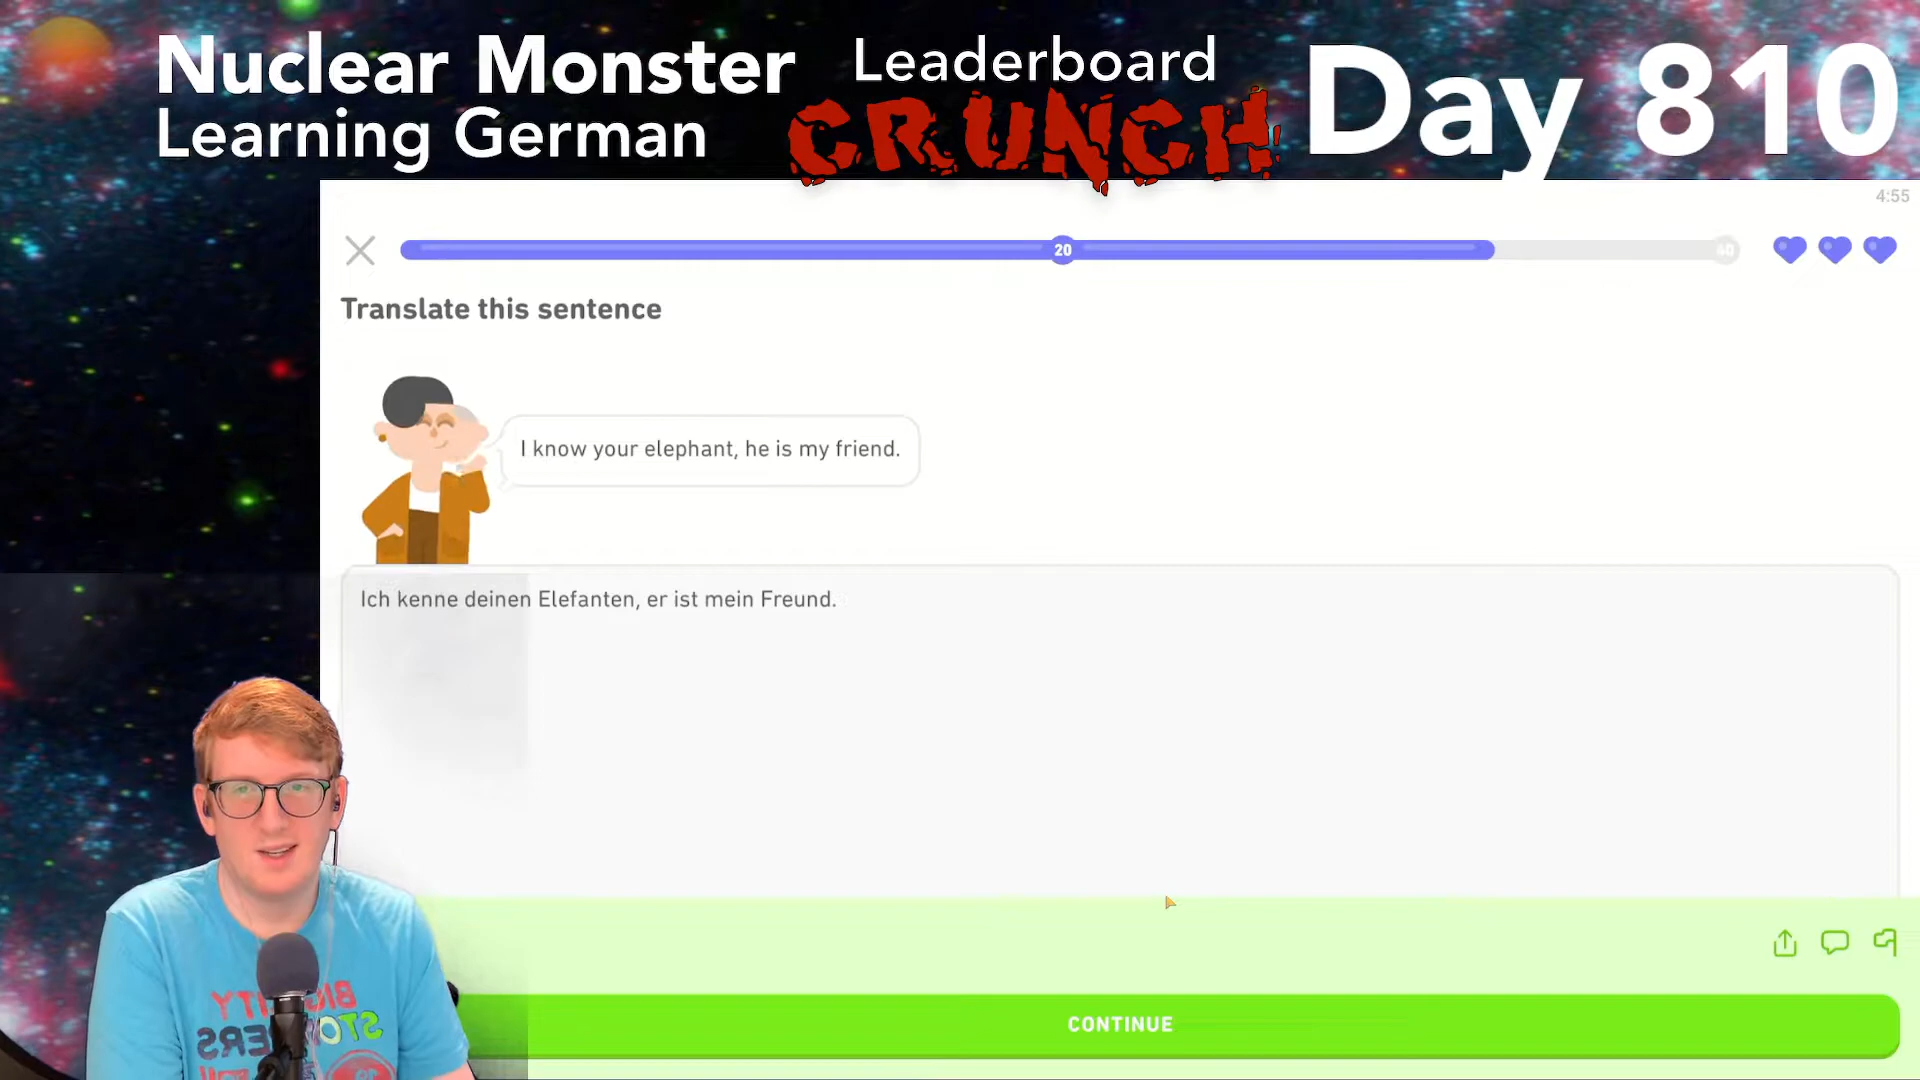 Nuclear Monster
Learning German
Leaderboard
CRUNCH
Day 810
4:55
20
40
Translate this sentence
I know your elephant, he is my friend.
Ich kenne deinen Elefanten, er ist mein Freund.
CONTINUE